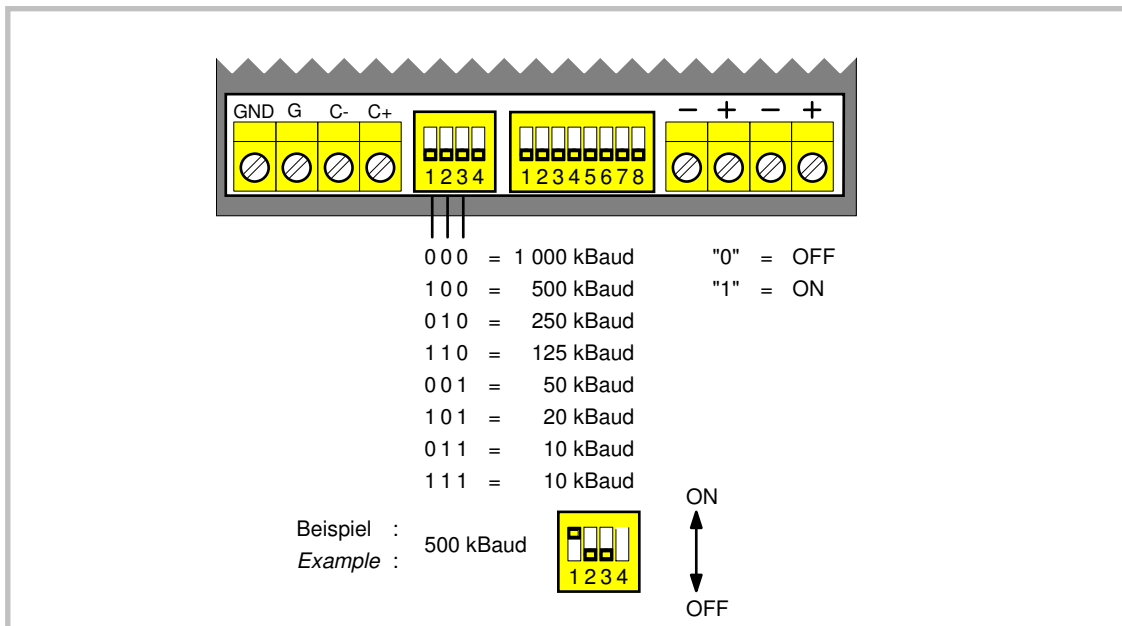 GND G C- C+ − + − +
1 2 3 4 1 2 3 4 5 6 7 8
0 0 0 = 1 000 kBaud "0" = OFF
1 0 0 = 500 kBaud "1" = ON
0 1 0 = 250 kBaud
1 1 0 = 125 kBaud
0 0 1 = 50 kBaud
1 0 1 = 20 kBaud
0 1 1 = 10 kBaud
1 1 1 = 10 kBaud
ON
Beispiel :
Example :
500 kBaud
1 2 3 4
OFF